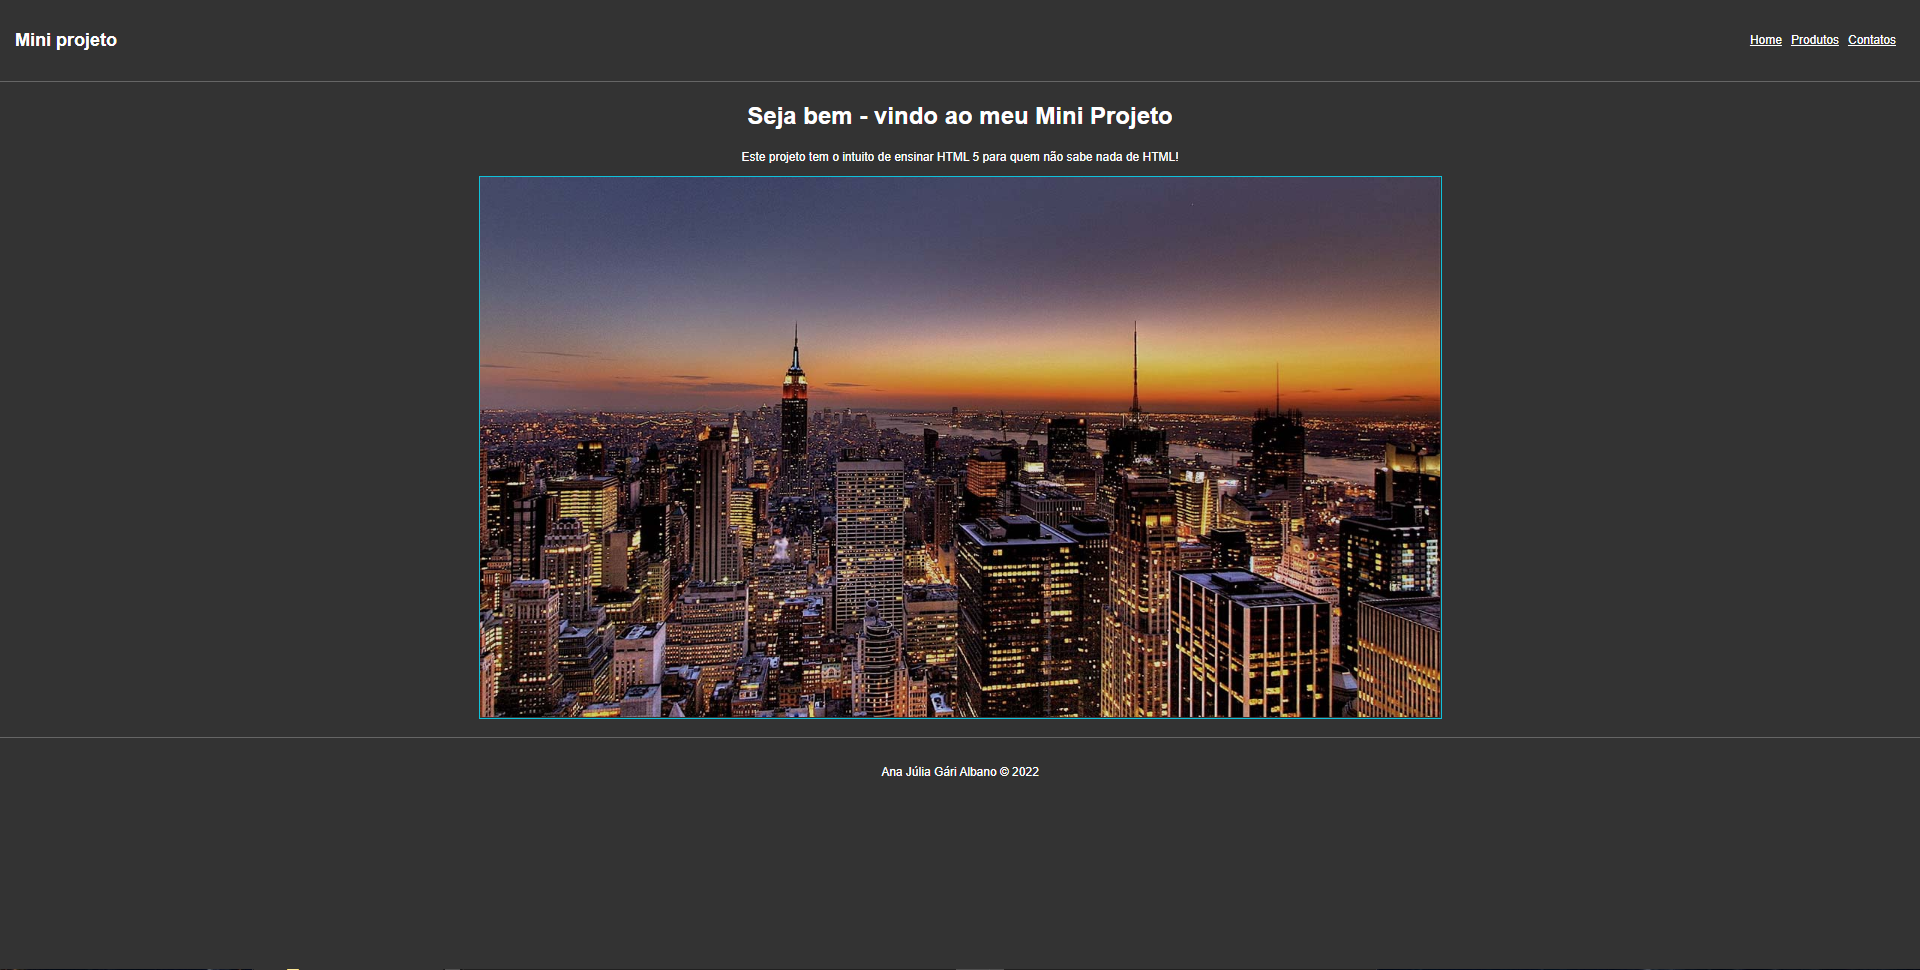 Mini projeto
Home Produtos Contatos
Seja bem - vindo ao meu Mini Projeto
Este projeto tem o intuito de ensinar HTML 5 para quem não sabe nada de HTML!
Ana Júlia Gári Albano © 2022